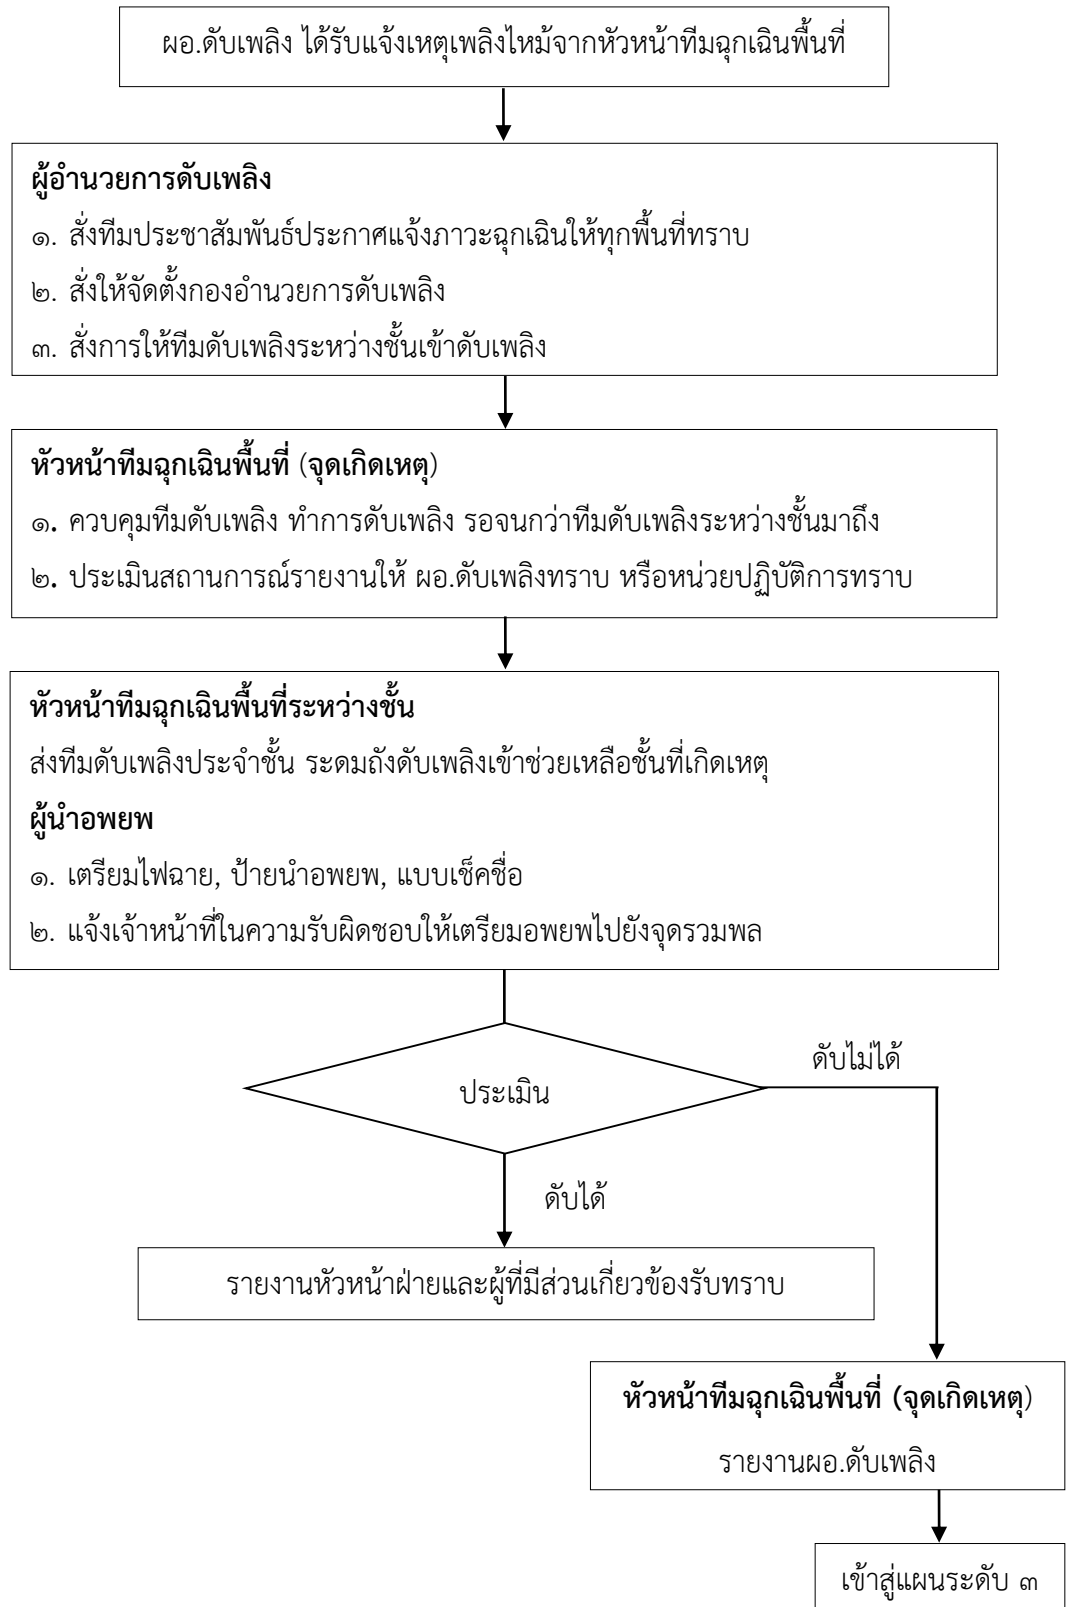 ผอ.ดับเพลิง ได้รับแจ้งเหตุเพลิงไหม้จากหัวหน้าทีมฉุกเฉินพื้นที่
ผู้อำนวยการดับเพลิง
๑. สั่งทีมประชาสัมพันธ์ประกาศแจ้งภาวะฉุกเฉินให้ทุกพื้นที่ทราบ
๒. สั่งให้จัดตั้งกองอำนวยการดับเพลิง
๓. สั่งการให้ทีมดับเพลิงระหว่างชั้นเข้าดับเพลิง
หัวหน้าทีมฉุกเฉินพื้นที่ (จุดเกิดเหตุ)
๑. ควบคุมทีมดับเพลิง ทำการดับเพลิง รอจนกว่าทีมดับเพลิงระหว่างชั้นมาถึง
๒. ประเมินสถานการณ์รายงานให้ ผอ.ดับเพลิงทราบ หรือหน่วยปฏิบัติการทราบ
หัวหน้าทีมฉุกเฉินพื้นที่ระหว่างชั้น
ส่งทีมดับเพลิงประจำชั้น ระดมถังดับเพลิงเข้าช่วยเหลือชั้นที่เกิดเหตุ
ผู้นำอพยพ
๑. เตรียมไฟฉาย, ป้ายนำอพยพ, แบบเช็คชื่อ
๒. แจ้งเจ้าหน้าที่ในความรับผิดชอบให้เตรียมอพยพไปยังจุดรวมพล
ดับไม่ได้
ประเมิน
ดับได้
รายงานหัวหน้าฝ่ายและผู้ที่มีส่วนเกี่ยวข้องรับทราบ
หัวหน้าทีมฉุกเฉินพื้นที่ (จุดเกิดเหตุ)
รายงานผอ.ดับเพลิง
เข้าสู่แผนระดับ ๓